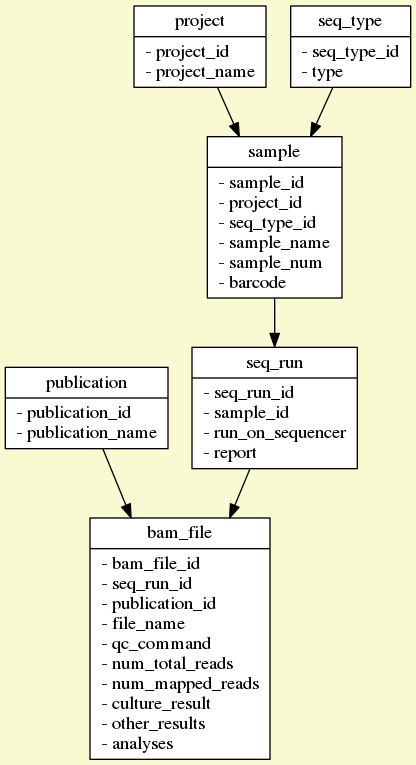 project
- project_id
- project_name
seq_type
- seq_type_id
- type
sample
- sample_id
- project_id
- seq_type_id
- sample_name
- sample_num
- barcode
publication
- publication_id
- publication_name
seq_run
- seq_run_id
- sample_id
- run_on_sequencer
- report
bam_file
- bam_file_id
- seq_run_id
- publication_id
- file_name
- qc_command
- num_total_reads
- num_mapped_reads
- culture_result
- other_results
- analyses